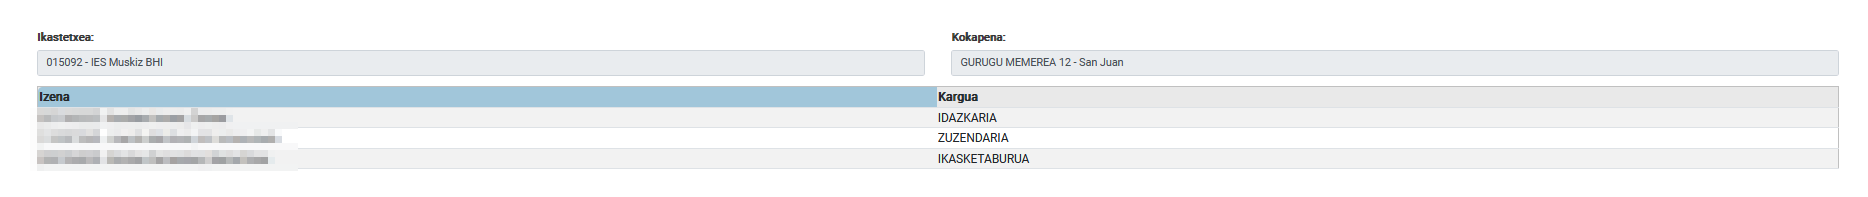 Ikastetxea: Kokapena:
015092 - IES Muskiz BHI GURUGU MEMEREA 12 - San Juan
Izena Kargua
IDAZKARIA
ZUZENDARIA
IKASKETABURUA